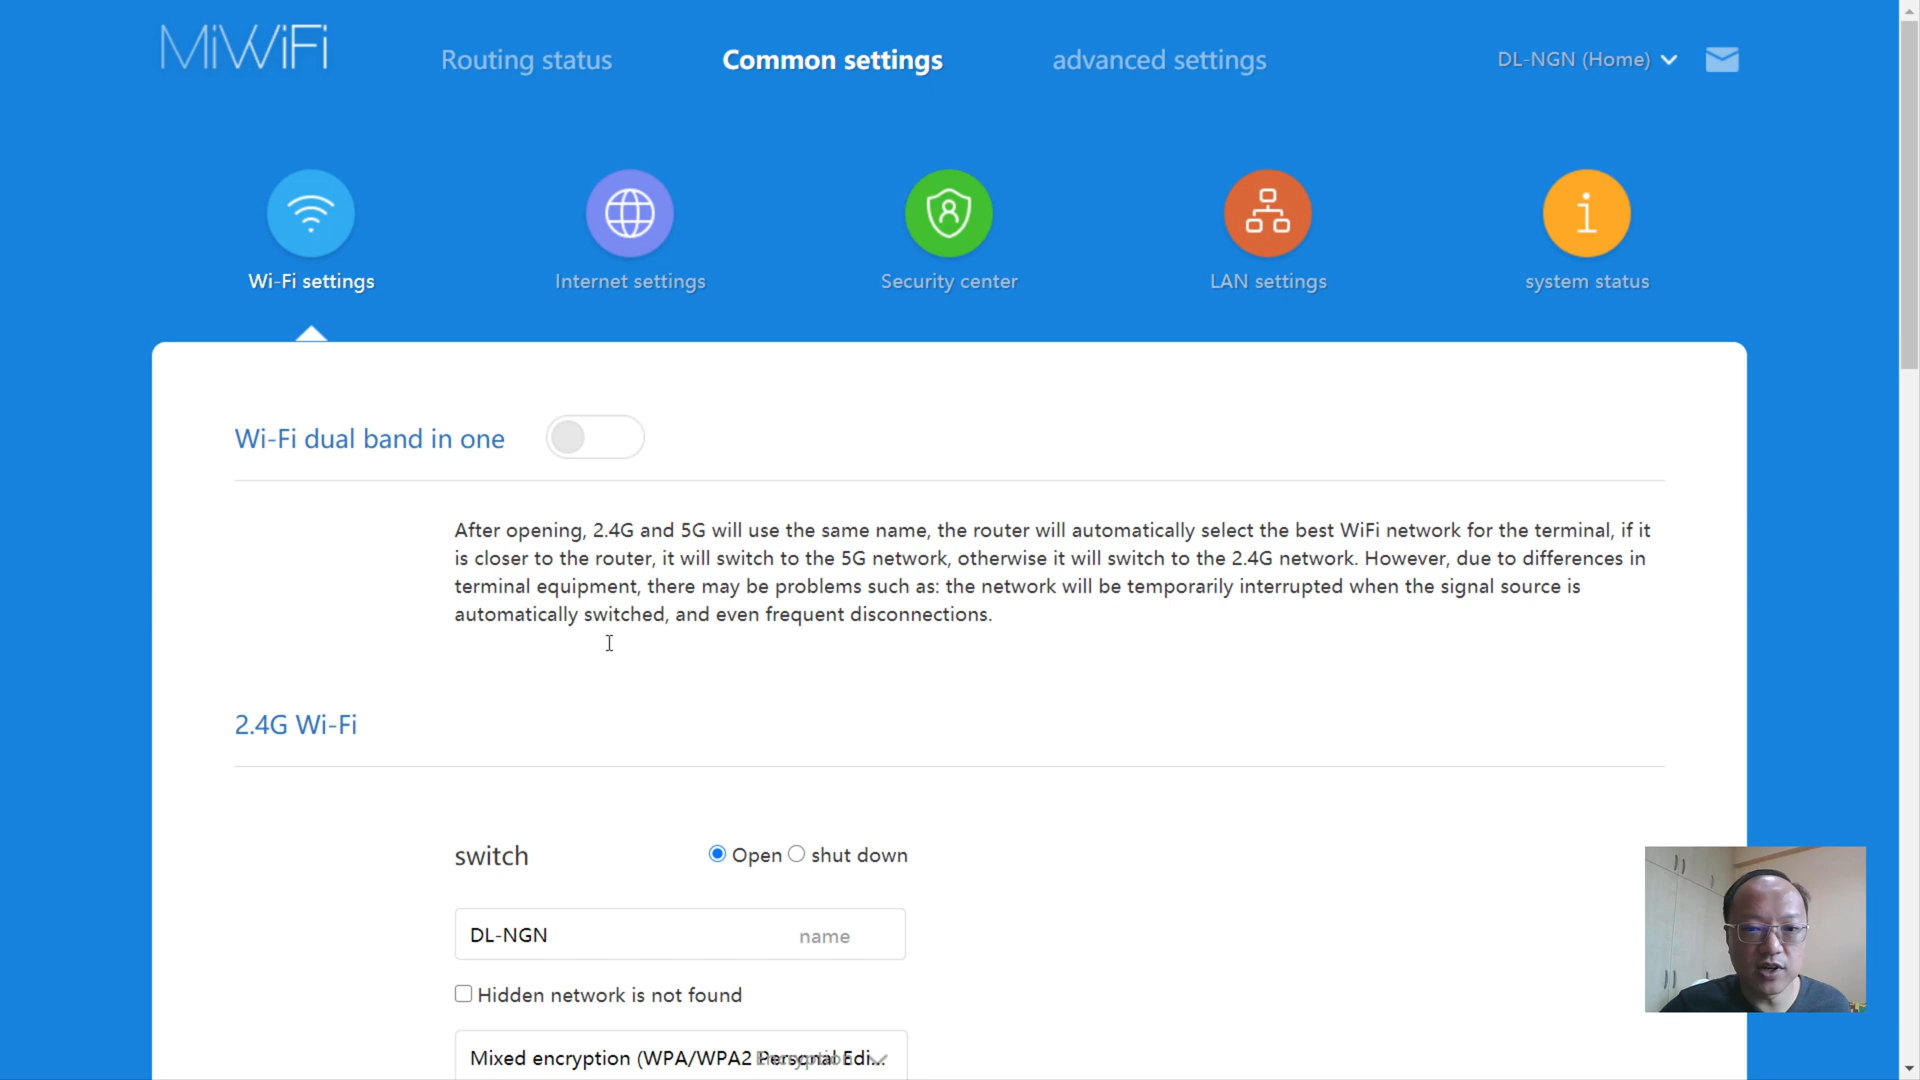 MiWiFi
Routing status
Common settings
advanced settings
DL-NGN (Home)
Wi-Fi settings
Internet settings
Security center
LAN settings
system status
Wi-Fi dual band in one
After opening, 2.4G and 5G will use the same name, the router will automatically select the best WiFi network for the terminal, if it
is closer to the router, it will switch to the 5G network, otherwise it will switch to the 2.4G network. However, due to differences in
terminal equipment, there may be problems such as: the network will be temporarily interrupted when the signal source is
automatically switched, and even frequent disconnections.
2.4G Wi-Fi
switch
Open
shut down
DL-NGN
name
Hidden network is not found
Mixed encryption (WPA/WPA2 Personal Edi...
Encryption